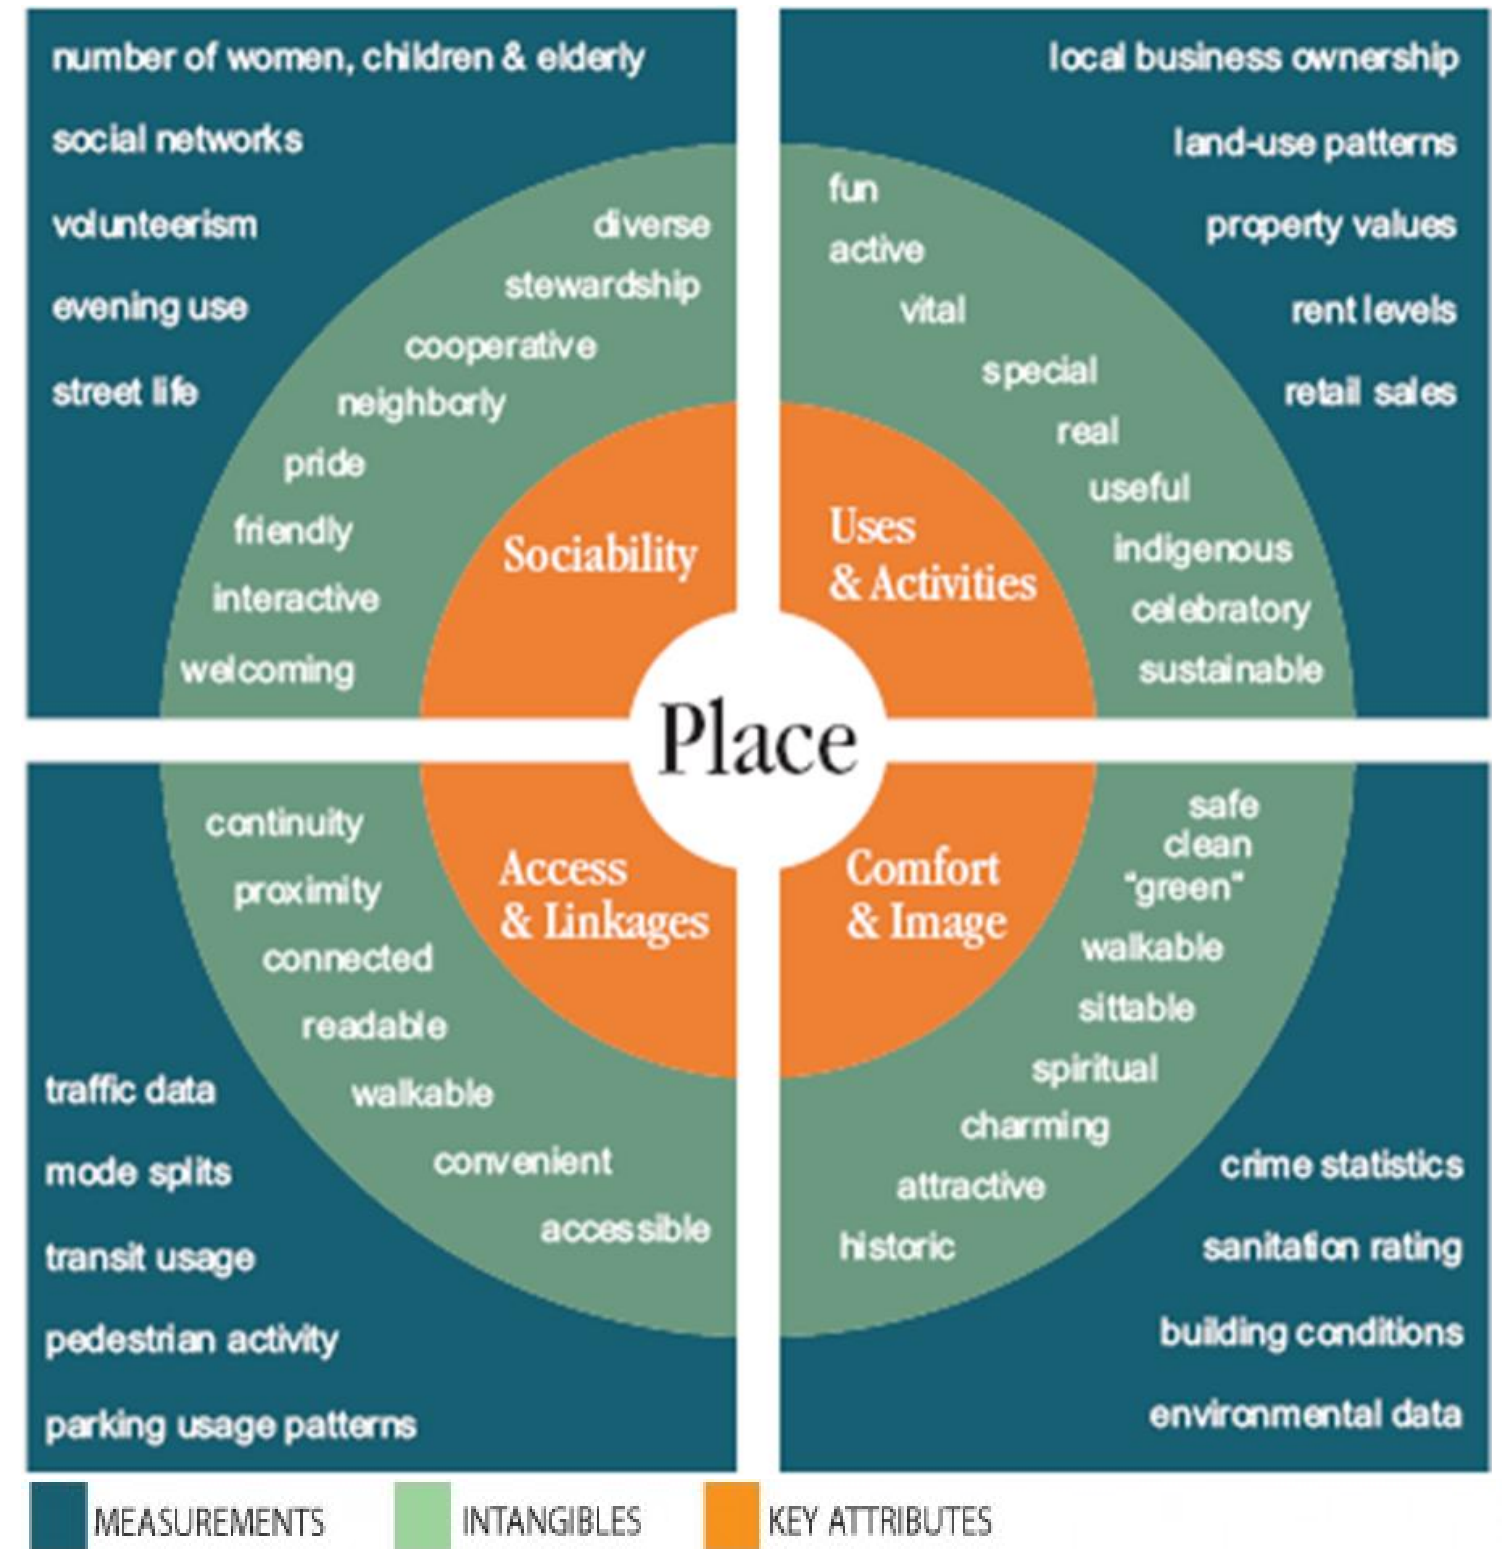 number of women, children & elderly
social networks
volunteerism
evening use
street life
diverse
stewardship
cooperative
neighborly
pride
friendly
interactive
welcoming
Sociability
local business ownership
land-use patterns
property values
rent levels
retail sales
fun
active
vital
special
real
useful
indigenous
celebratory
sustainable
Uses
& Activities
Place
continuity
proximity
connected
readable
walkable
convenient
accessible
Access
& Linkages
traffic data
mode splits
transit usage
pedestrian activity
parking usage patterns
Comfort
& Image
safe
clean
"green"
walkable
sittable
spiritual
charming
attractive
historic
crime statistics
sanitation rating
building conditions
environmental data
MEASUREMENTS
INTANGIBLES
KEY ATTRIBUTES